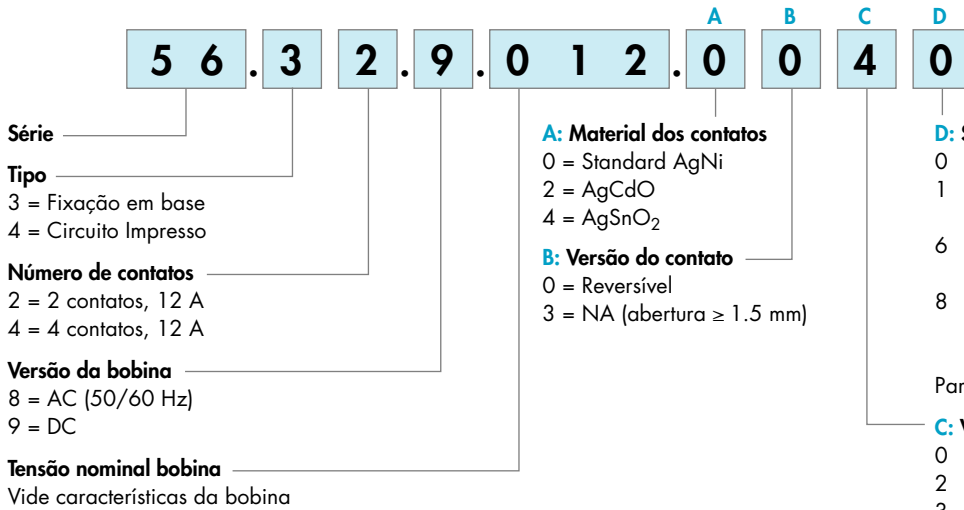 A B C D
5 6 . 3 2 . 9 . 0 1 2 . 0 0 4 0
Série
Tipo
3 = Fixação em base
4 = Circuito Impresso
Número de contatos
2 = 2 contatos, 12 A
4 = 4 contatos, 12 A
Versão da bobina
8 = AC (50/60 Hz)
9 = DC
Tensão nominal bobina
Vide características da bobina
A: Material dos contatos
0 = Standard AgNi
2 = AgCdO
4 = AgSnO₂
B: Versão do contato
0 = Reversível
3 = NA (abertura ≥ 1.5 mm)
D:
0
1
6
8
C:
0
2